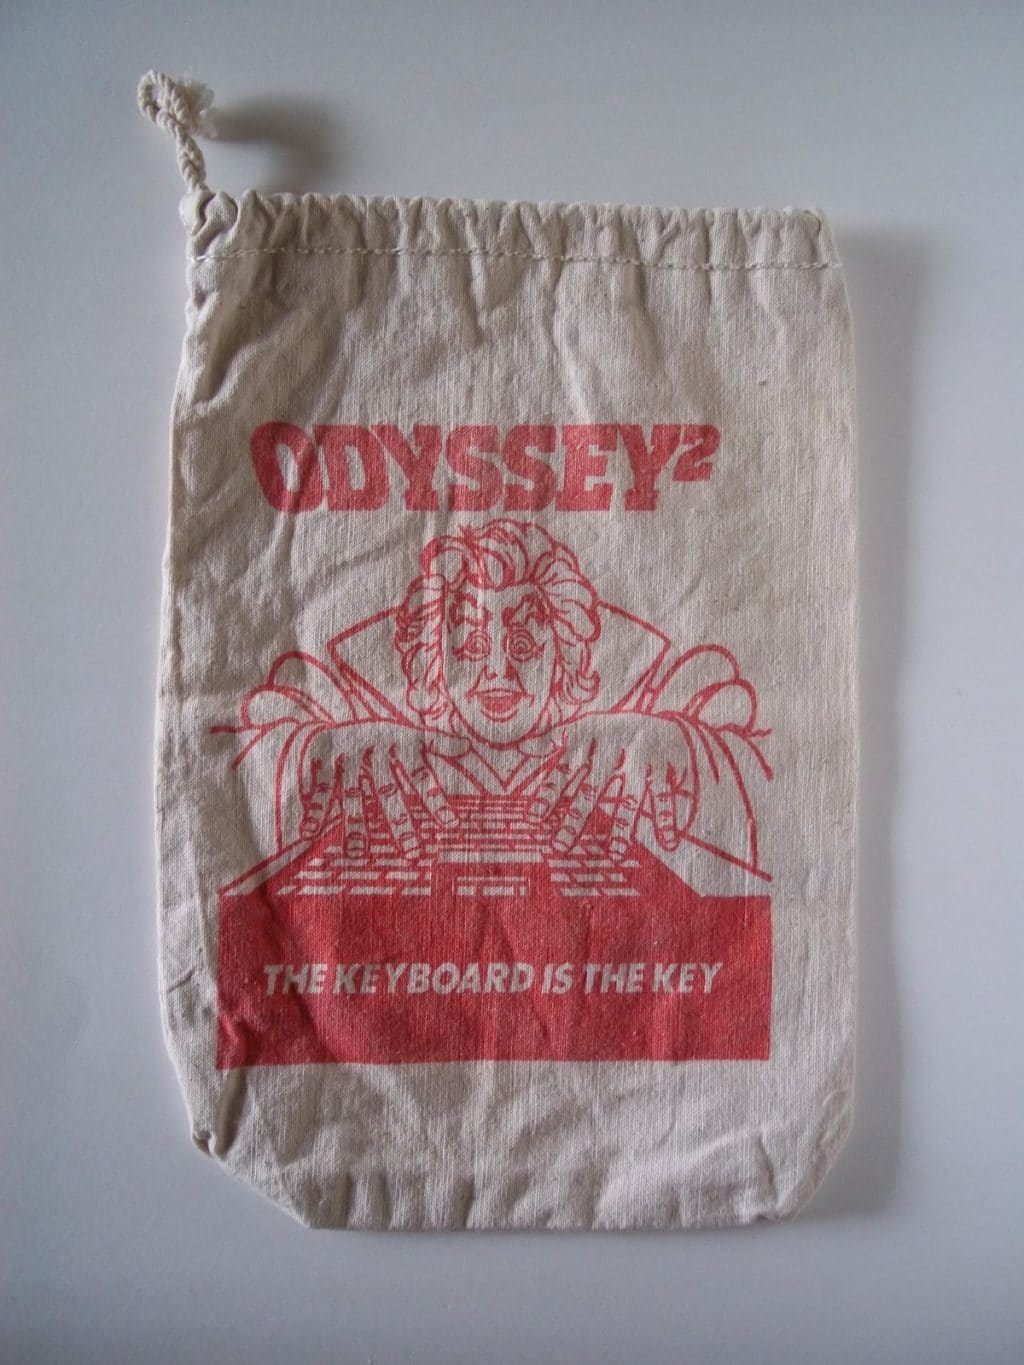 ODYSSEY²
THE KEYBOARD IS THE KEY